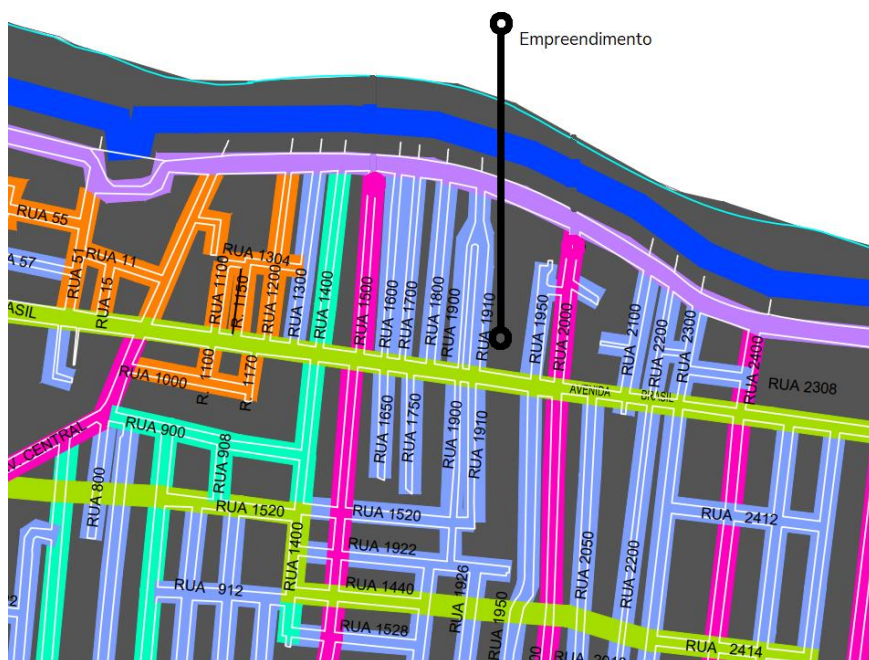 Empreendimento
RUA 55
RUA 11
RUA 1304
RUA 57
RUA 51
RUA 15
RUA 1100
R. 1150
RUA 1200
RUA 1300
RUA 1400
RUA 1500
RUA 1600
RUA 1700
RUA 1800
RUA 1900
RUA 1910
RUA 1950
RUA 2000
RUA 2100
RUA 2200
RUA 2300
RUA 2400
ASIL
RUA 1000
R. 1100
R. 1170
AVENIDA
BRASIL
RUA 2308
RUA 900
RUA 908
RUA 1650
RUA 1750
RUA 1900
RUA 1910
V. CENTRAL
RUA 800
RUA 1520
RUA 1520
RUA 2412
RUA 1400
RUA 1922
RUA 1926
RUA 1950
RUA 2050
RUA 2200
RUA 912
RUA 1440
RUA 1528
RUA 2414